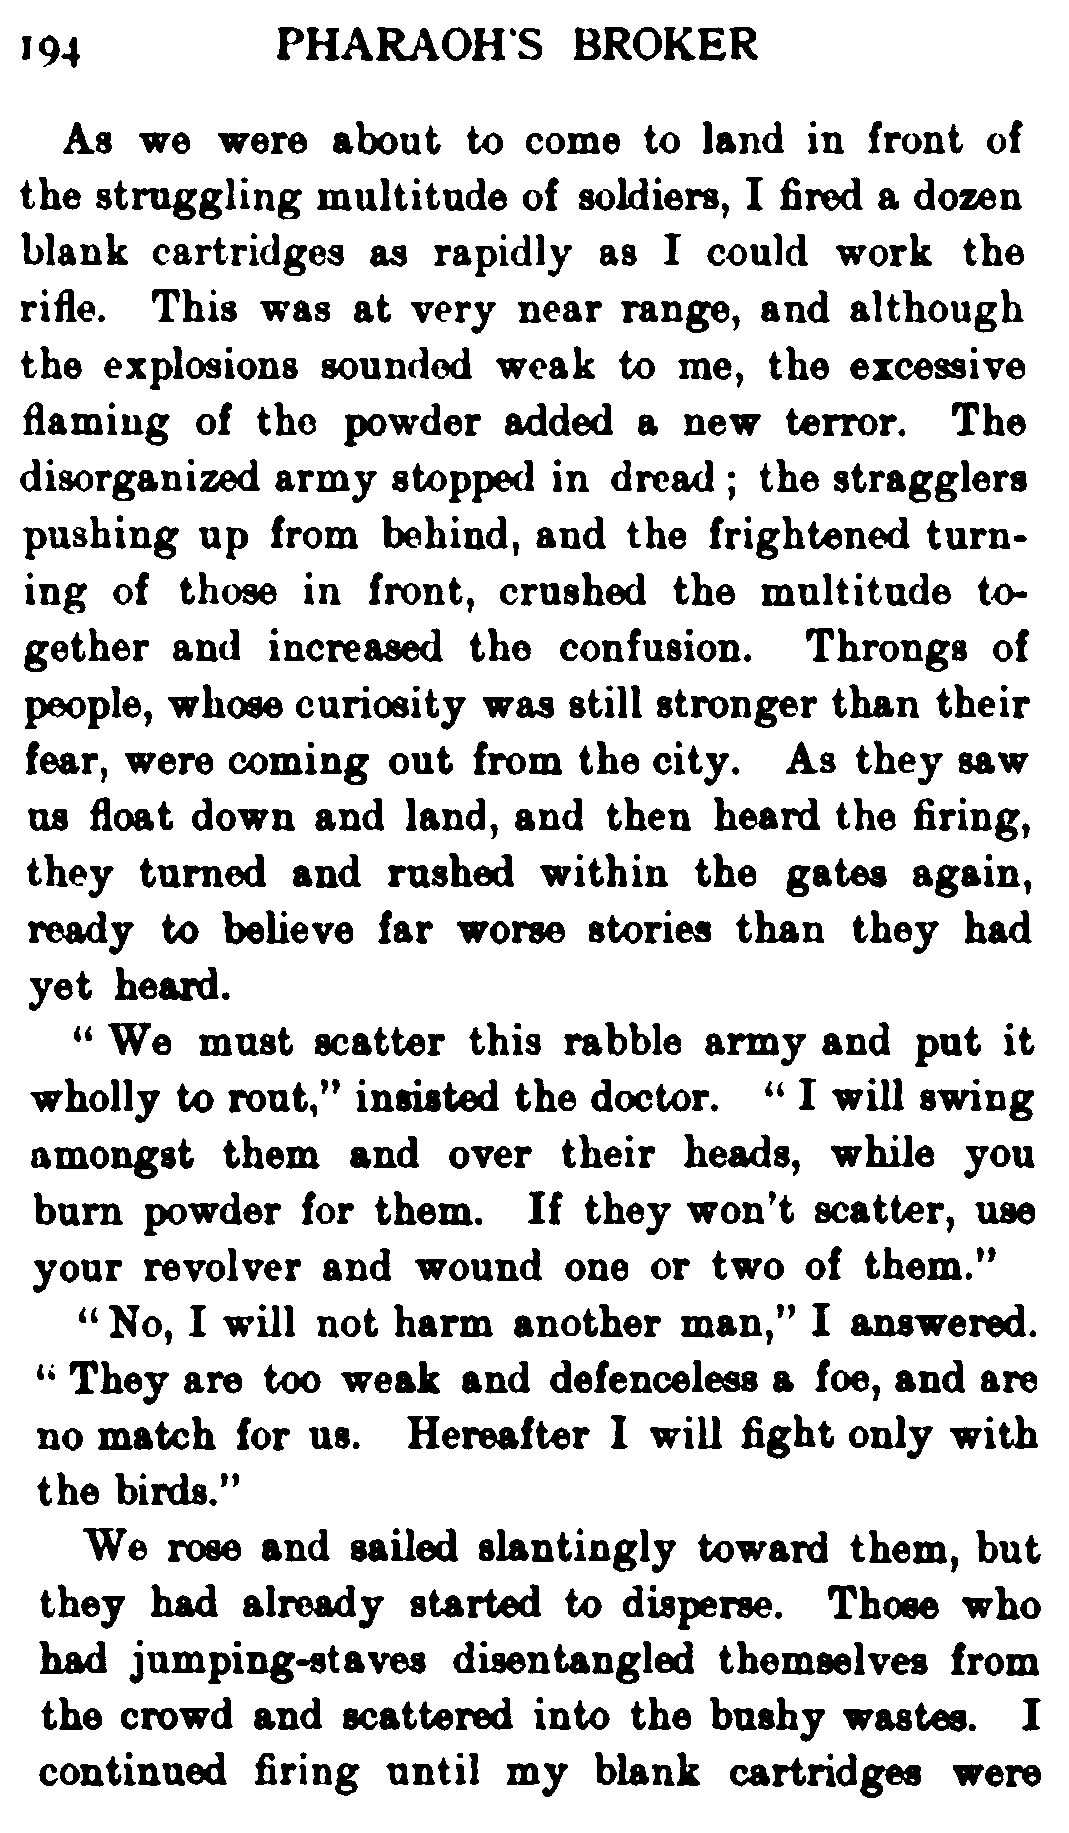 194 PHARAOH'S BROKER
As we were about to come to land in front of
the struggling multitude of soldiers, I fired a dozen
blank cartridges as rapidly as I could work the
rifle. This was at very near range, and although
the explosions sounded weak to me, the excessive
flaming of the powder added a new terror. The
disorganized army stopped in dread ; the stragglers
pushing up from behind, and the frightened turn-
ing of those in front, crushed the multitude to-
gether and increased the confusion. Throngs of
people, whose curiosity was still stronger than their
fear, were coming out from the city. As they saw
us float down and land, and then heard the firing,
they turned and rushed within the gates again,
ready to believe far worse stories than they had
yet heard.
“ We must scatter this rabble army and put it
wholly to rout,” insisted the doctor. “ I will swing
amongst them and over their heads, while you
burn powder for them. If they won't scatter, use
your revolver and wound one or two of them.”
“ No, I will not harm another man,” I answered.
“ They are too weak and defenceless a foe, and are
no match for us. Hereafter I will fight only with
the birds.”
We rose and sailed slantingly toward them, but
they had already started to disperse. Those who
had jumping-staves disentangled themselves from
the crowd and scattered into the bushy wastes. I
continued firing until my blank cartridges were